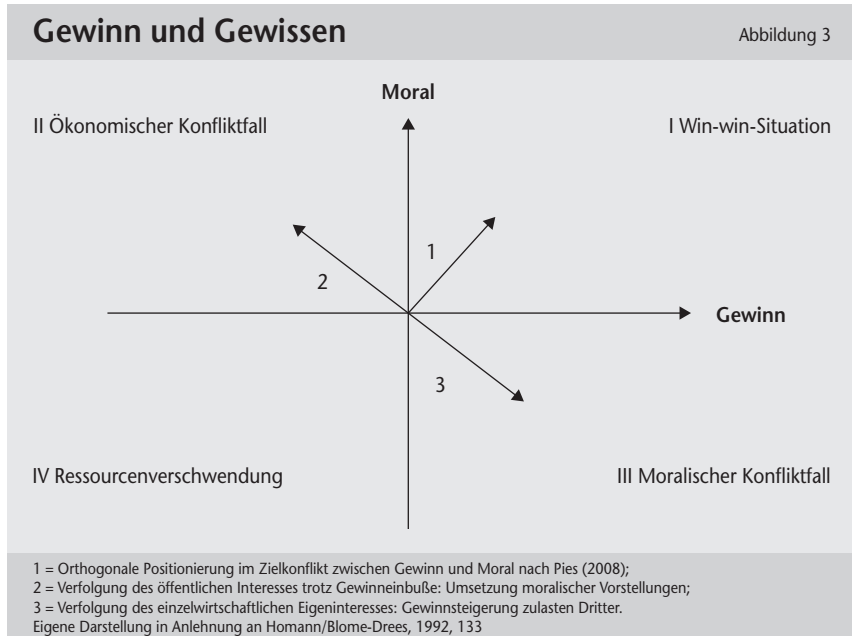 Gewinn und Gewissen
Abbildung 3
Moral
II Ökonomischer Konfliktfall
I Win-win-Situation
1
2
Gewinn
3
IV Ressourcenverschwendung
III Moralischer Konfliktfall
1 = Orthogonale Positionierung im Zielkonflikt zwischen Gewinn und Moral nach Pies (2008);
2 = Verfolgung des öffentlichen Interesses trotz Gewinneinbuße: Umsetzung moralischer Vorstellungen;
3 = Verfolgung des einzelwirtschaftlichen Eigeninteresses: Gewinnsteigerung zulasten Dritter.
Eigene Darstellung in Anlehnung an Homann/Blome-Drees, 1992, 133